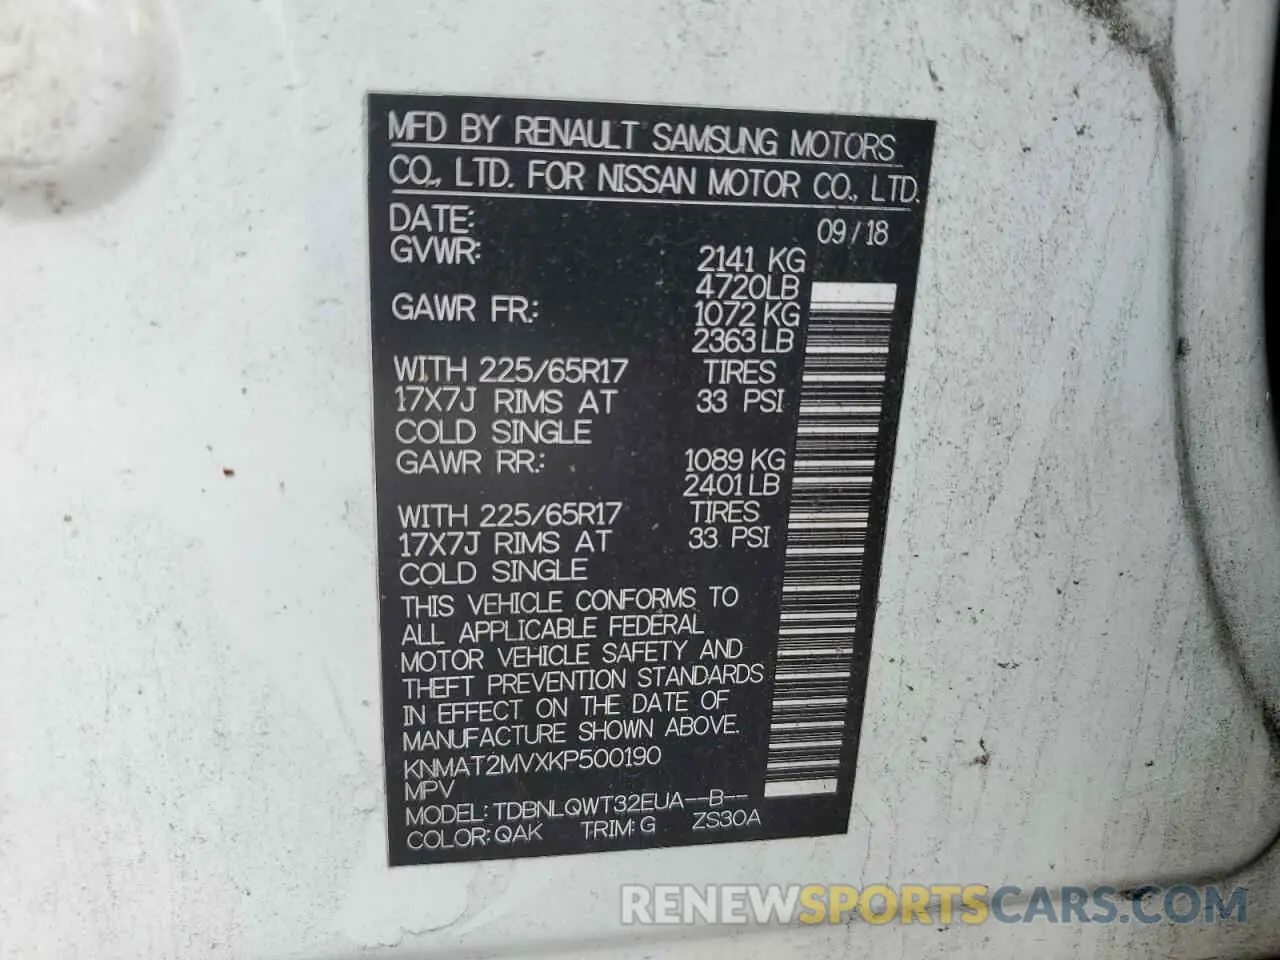 MFD BY RENAULT SAMSUNG MOTORS
CO., LTD. FOR NISSAN MOTOR CO., LTD.
DATE: 09/18
GVWR: 2141 KG
4720LB
GAWR FR: 1072 KG
2363 LB
WITH 225/65R17 TIRES
17X7J RIMS AT 33 PSI
COLD SINGLE
GAWR RR: 1089 KG
2401 LB
WITH 225/65R17 TIRES
17X7J RIMS AT 33 PSI
COLD SINGLE
THIS VEHICLE CONFORMS TO
ALL APPLICABLE FEDERAL
MOTOR VEHICLE SAFETY AND
THEFT PREVENTION STANDARDS
IN EFFECT ON THE DATE OF
MANUFACTURE SHOWN ABOVE.
KNMAT2MVXKP500190
MPV
MODEL: TDBNLQWT32EUA--B--
COLOR: QAK TRIM: G ZS30A
RENEWSPORTSCARS.COM